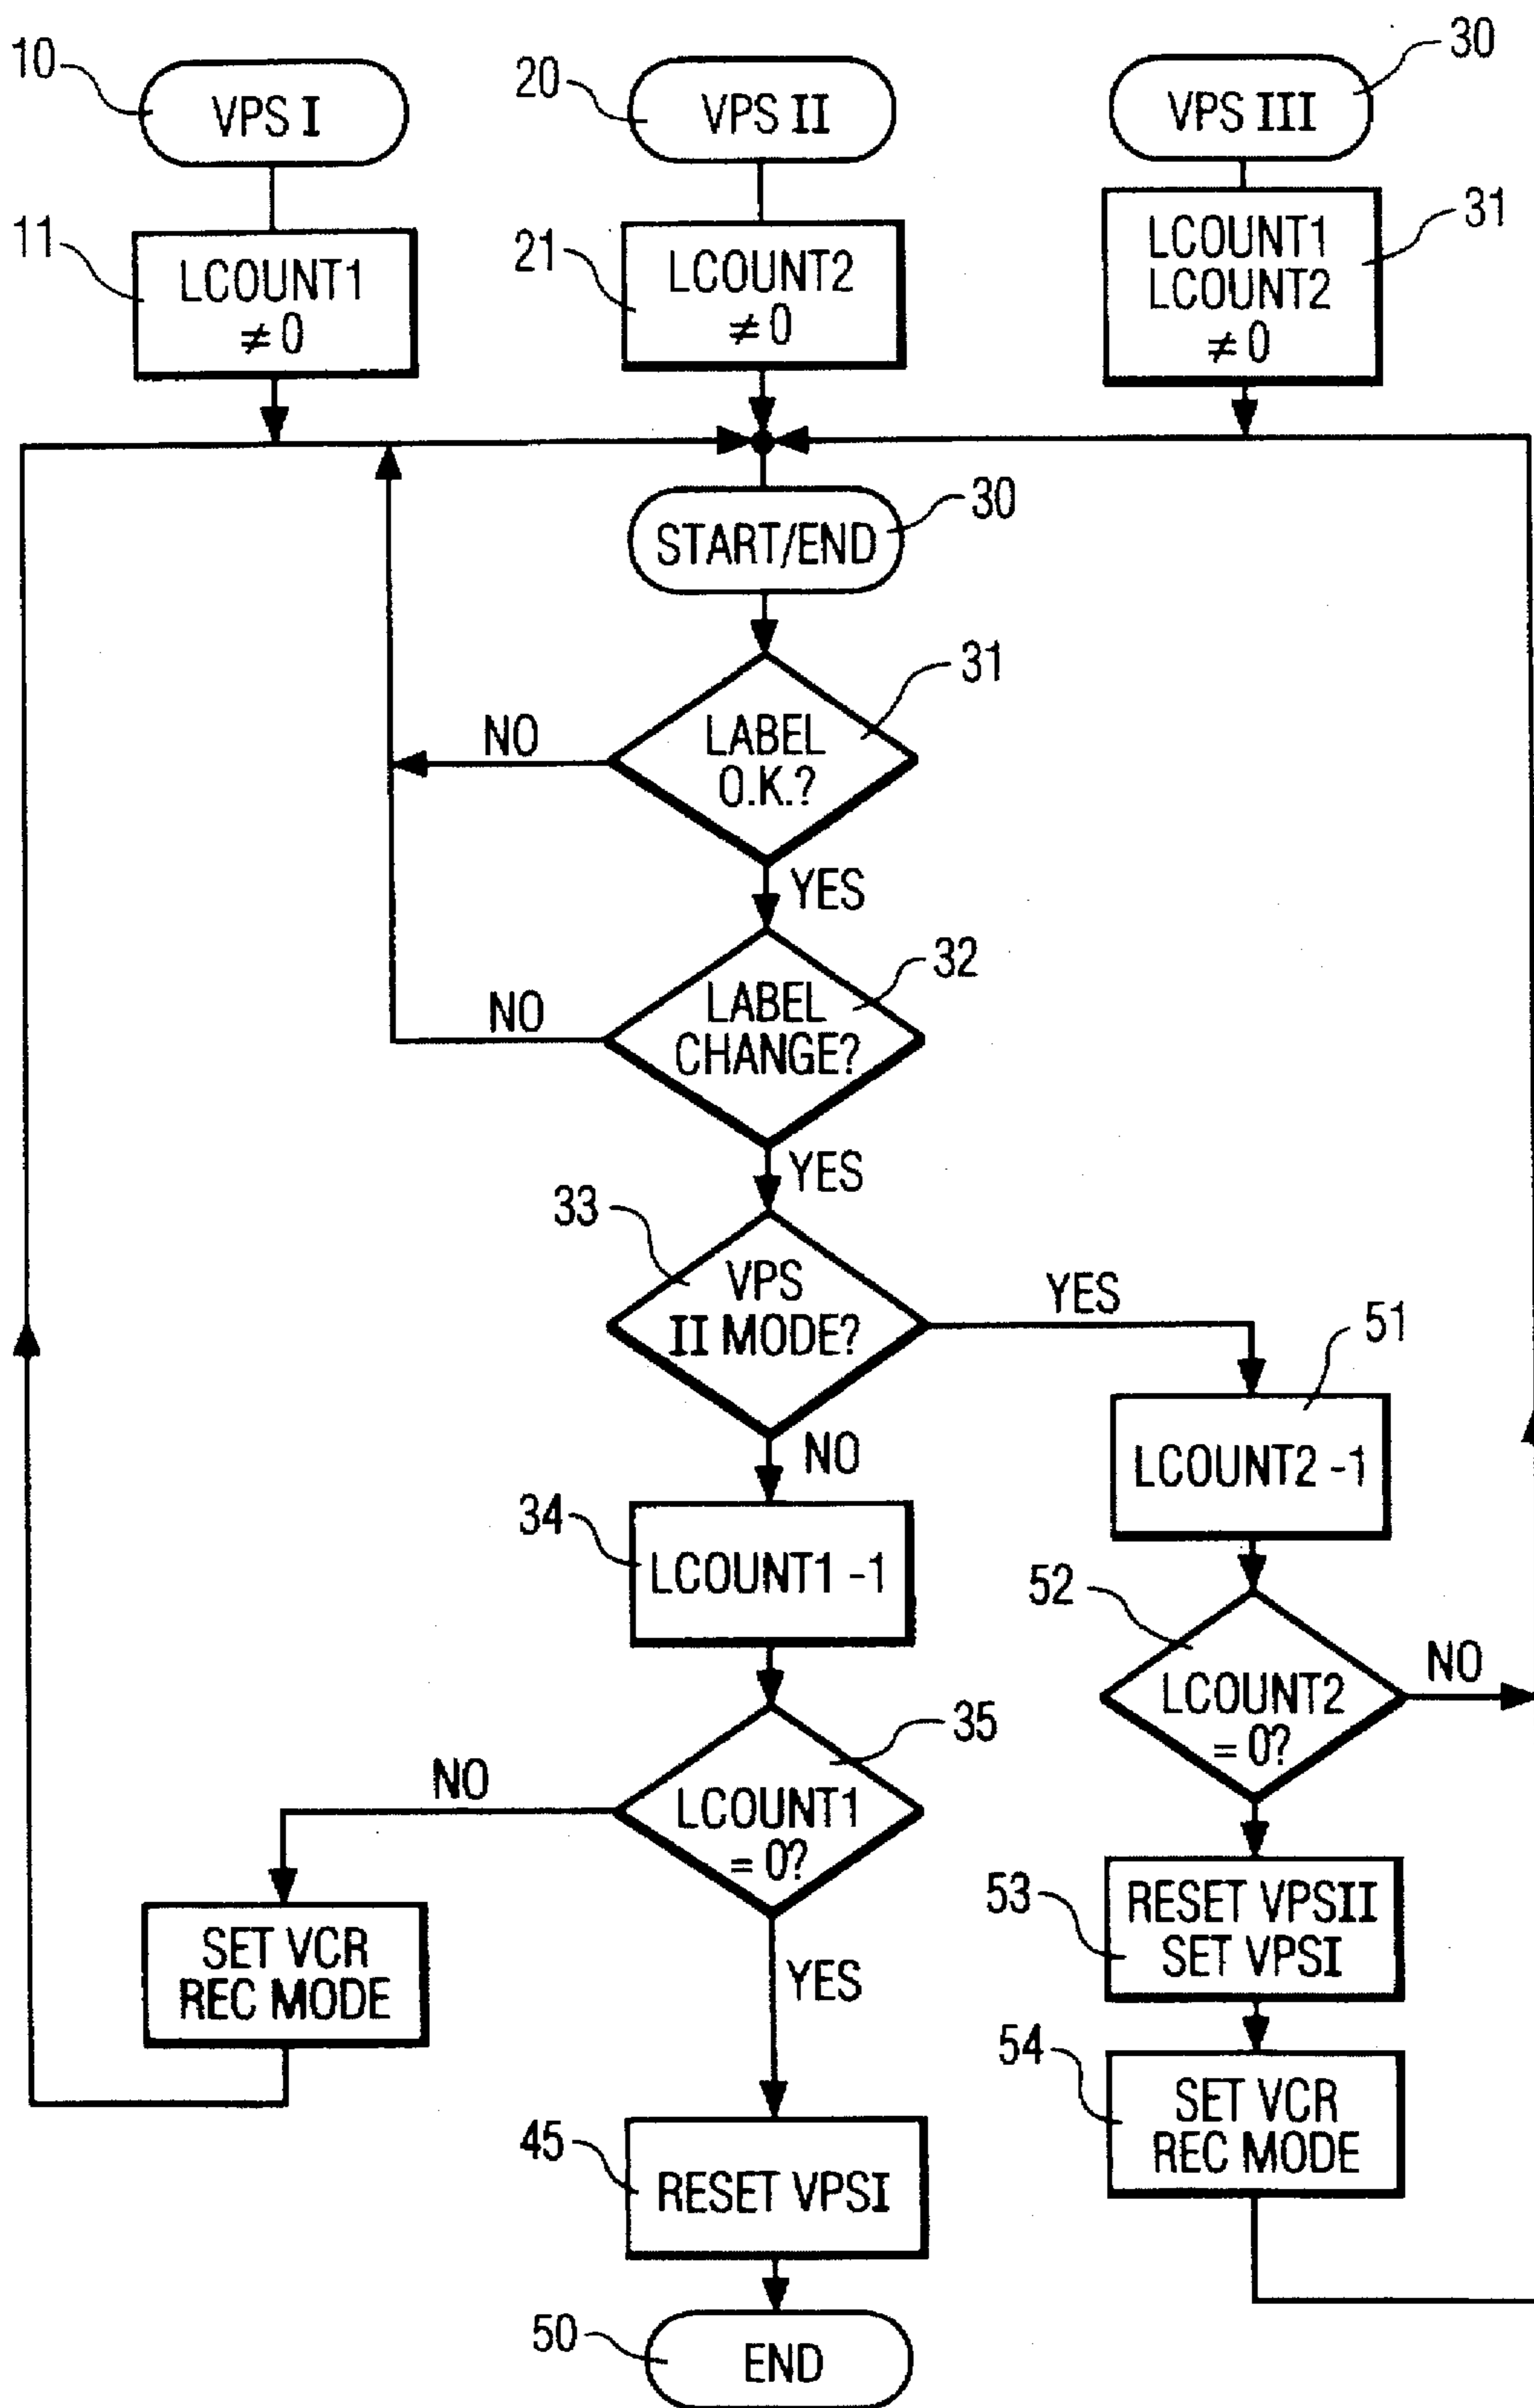 10
VPS I
20
VPS II
30
VPS III
11
LCOUNT1
≠ 0
21
LCOUNT2
≠ 0
31
LCOUNT1
LCOUNT2
≠ 0
30
START/END
31
LABEL
O.K.?
NO
YES
32
LABEL
CHANGE?
NO
YES
33
VPS
II MODE?
YES
NO
51
LCOUNT2 -1
34
LCOUNT1 -1
52
LCOUNT2
= 0?
NO
35
LCOUNT1
= 0?
NO
YES
SET VCR
REC MODE
53
RESET VPSII
SET VPSI
54
SET VCR
REC MODE
45
RESET VPSI
50
END